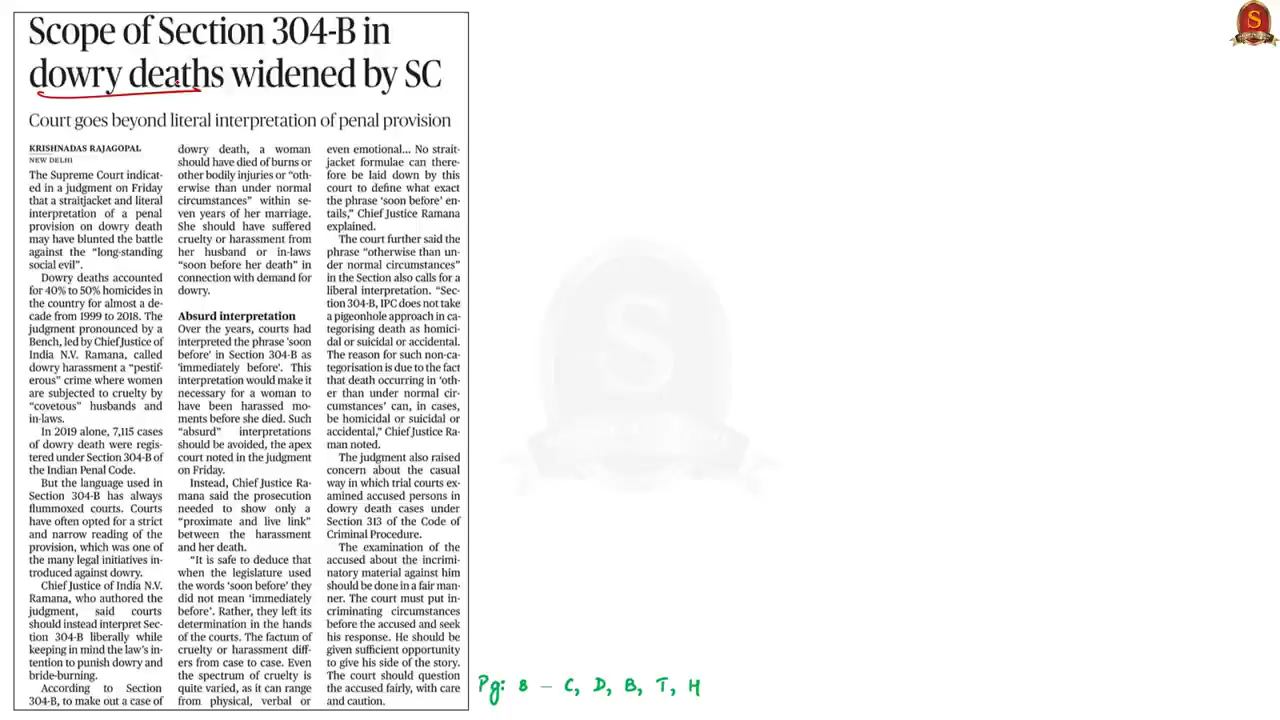 Scope of Section 304-B in
dowry deaths widened by SC
Court goes beyond literal interpretation of penal provision
KRISHNADAS RAJAGOPAL
NEW DELHI
The Supreme Court indicat-
ed in a judgment on Friday
that a straitjacket and literal
interpretation of a penal
provision on dowry death
may have blunted the battle
against the “long-standing
social evil”.
Dowry deaths accounted
for 40% to 50% homicides in
the country for almost a de-
cade from 1999 to 2018. The
judgment pronounced by a
Bench, led by Chief Justice of
India N.V. Ramana, called
dowry harassment a “pestif-
erous” crime where women
are subjected to cruelty by
“covetous” husbands and
in-laws.
In 2019 alone, 7,115 cases
of dowry death were regis-
tered under Section 304-B of
the Indian Penal Code.
But the language used in
Section 304-B has always
flummoxed courts. Courts
have often opted for a strict
and narrow reading of the
provision, which was one of
the many legal initiatives in-
troduced against dowry.
Chief Justice of India N.V.
Ramana, who authored the
judgment, said courts
should instead interpret Sec-
tion 304-B liberally while
keeping in mind the law's in-
tention to punish dowry and
bride-burning.
According to Section
304-B, to make out a case of
dowry death, a woman
should have died of burns or
other bodily injuries or “oth-
erwise than under normal
circumstances” within se-
ven years of her marriage.
She should have suffered
cruelty or harassment from
her husband or in-laws
“soon before her death” in
connection with demand for
dowry.
Absurd interpretation
Over the years, courts had
interpreted the phrase ‘soon
before’ in Section 304-B as
‘immediately before’. This
interpretation would make it
necessary for a woman to
have been harassed mo-
ments before she died. Such
“absurd” interpretations
should be avoided, the apex
court noted in the judgment
on Friday.
Instead, Chief Justice Ra-
mana said the prosecution
needed to show only a
“proximate and live link”
between the harassment
and her death.
“It is safe to deduce that
when the legislature used
the words ‘soon before’ they
did not mean ‘immediately
before’. Rather, they left its
determination in the hands
of the courts. The factum of
cruelty or harassment diff-
ers from case to case. Even
the spectrum of cruelty is
quite varied, as it can range
from physical, verbal or
even emotional... No strait-
jacket formulae can there-
fore be laid down by this
court to define what exact
the phrase ‘soon before’ en-
tails,” Chief Justice Ramana
explained.
The court further said the
phrase “otherwise than un-
der normal circumstances”
in the Section also calls for a
liberal interpretation. “Sec-
tion 304-B, IPC does not take
a pigeonhole approach in ca-
tegorising death as homici-
dal or suicidal or accidental.
The reason for such non-ca-
tegorisation is due to the fact
that death occurring in ‘oth-
er than under normal cir-
cumstances’ can, in cases,
be homicidal or suicidal or
accidental,” Chief Justice Ra-
man noted.
The judgment also raised
concern about the casual
way in which trial courts ex-
amined accused persons in
dowry death cases under
Section 313 of the Code of
Criminal Procedure.
The examination of the
accused about the incrimi-
natory material against him
should be done in a fair man-
ner. The court must put in-
criminating circumstances
before the accused and seek
his response. He should be
given sufficient opportunity
to give his side of the story.
The court should question
the accused fairly, with care
and caution.
Pg: 8 – C, D, B, T, H
S
S